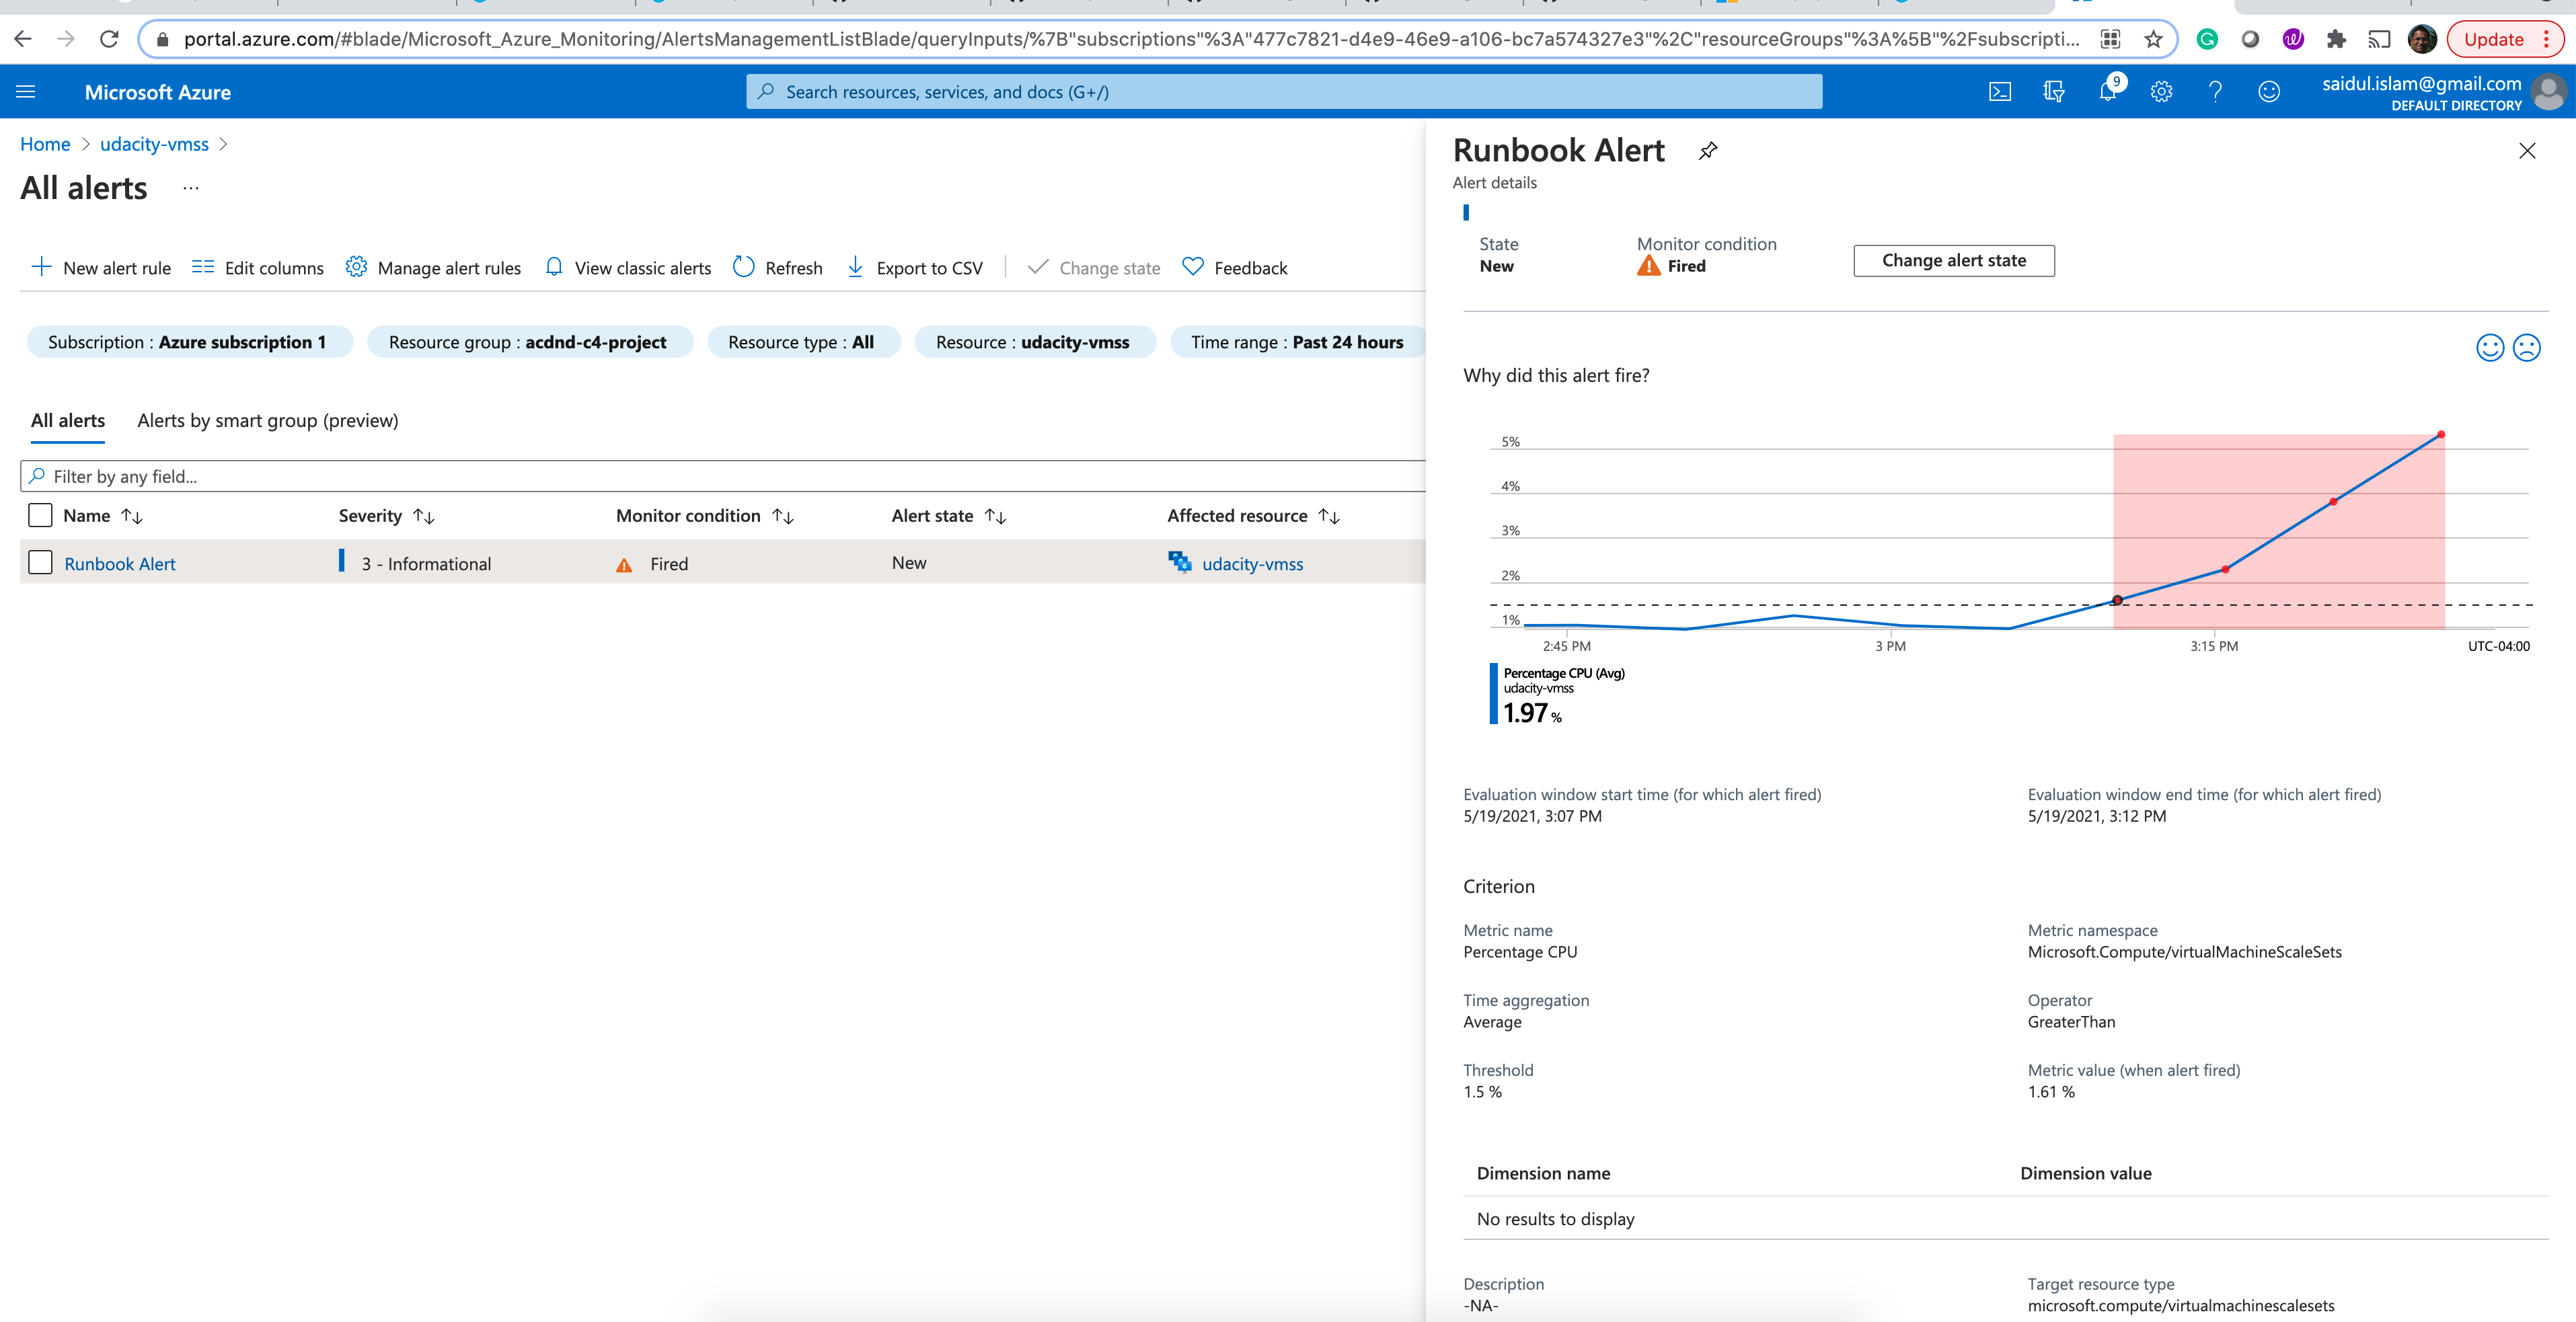 portal.azure.com/#blade/Microsoft_Azure_Monitoring/AlertsManagementListBlade/queryInputs/%7B"subscriptions"%3A"477c7821-d4e9-46e9-a106-bc7a574327e3"%2C"resourceGroups"%3A%5B"%2Fsubscripti...
Update
Microsoft Azure
Search resources, services, and docs (G+/)
9
saidul.islam@gmail.com
DEFAULT DIRECTORY
Home > udacity-vmss >
All alerts ...
New alert rule
Edit columns
Manage alert rules
View classic alerts
Refresh
Export to CSV
Change state
Feedback
Subscription : Azure subscription 1
Resource group : acdnd-c4-project
Resource type : All
Resource : udacity-vmss
Time range : Past 24 hours
All alerts
Alerts by smart group (preview)
Filter by any field...
Name
Severity
Monitor condition
Alert state
Affected resource
Runbook Alert
3 - Informational
Fired
New
udacity-vmss
Runbook Alert
Alert details
State
New
Monitor condition
Fired
Change alert state
Why did this alert fire?
5%
4%
3%
2%
1%
2:45 PM
3 PM
3:15 PM
UTC-04:00
Percentage CPU (Avg)
udacity-vmss
1.97 %
Evaluation window start time (for which alert fired)
5/19/2021, 3:07 PM
Evaluation window end time (for which alert fired)
5/19/2021, 3:12 PM
Criterion
Metric name
Percentage CPU
Metric namespace
Microsoft.Compute/virtualMachineScaleSets
Time aggregation
Average
Operator
GreaterThan
Threshold
1.5 %
Metric value (when alert fired)
1.61 %
Dimension name
Dimension value
No results to display
Description
-NA-
Target resource type
microsoft.compute/virtualmachinescalesets